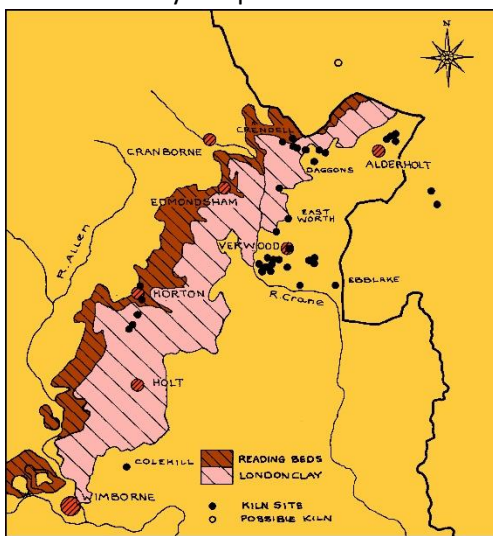 N
CRENDELL
CRANBORNE
DAGGONS
ALDERHOLT
EDMONDSHAM
EAST
WORTH
R. Allen
VERWOOD
EBBLAKE
R. Crane
HORTON
HOLT
COLEHILL
READING BEDS
LONDON CLAY
WIMBORNE
KILN SITE
POSSIBLE KILN